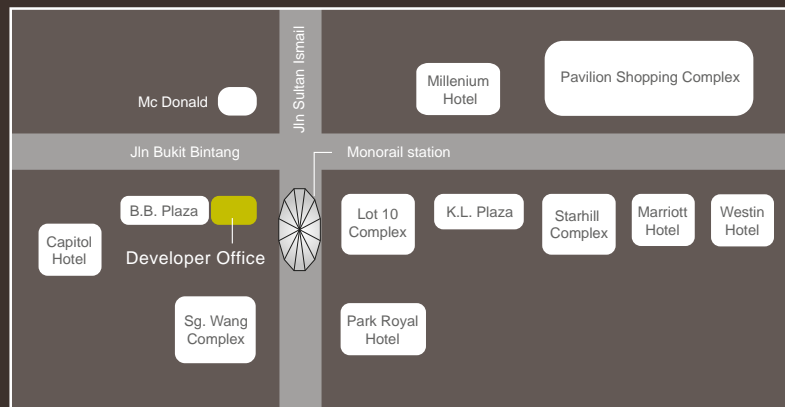 Jln Sultan Ismail
Mc Donald
Millenium
Hotel
Pavilion Shopping Complex
Jln Bukit Bintang
Monorail station
B.B. Plaza
Capitol
Hotel
Developer Office
Lot 10
Complex
K.L. Plaza
Starhill
Complex
Marriott
Hotel
Westin
Hotel
Sg. Wang
Complex
Park Royal
Hotel